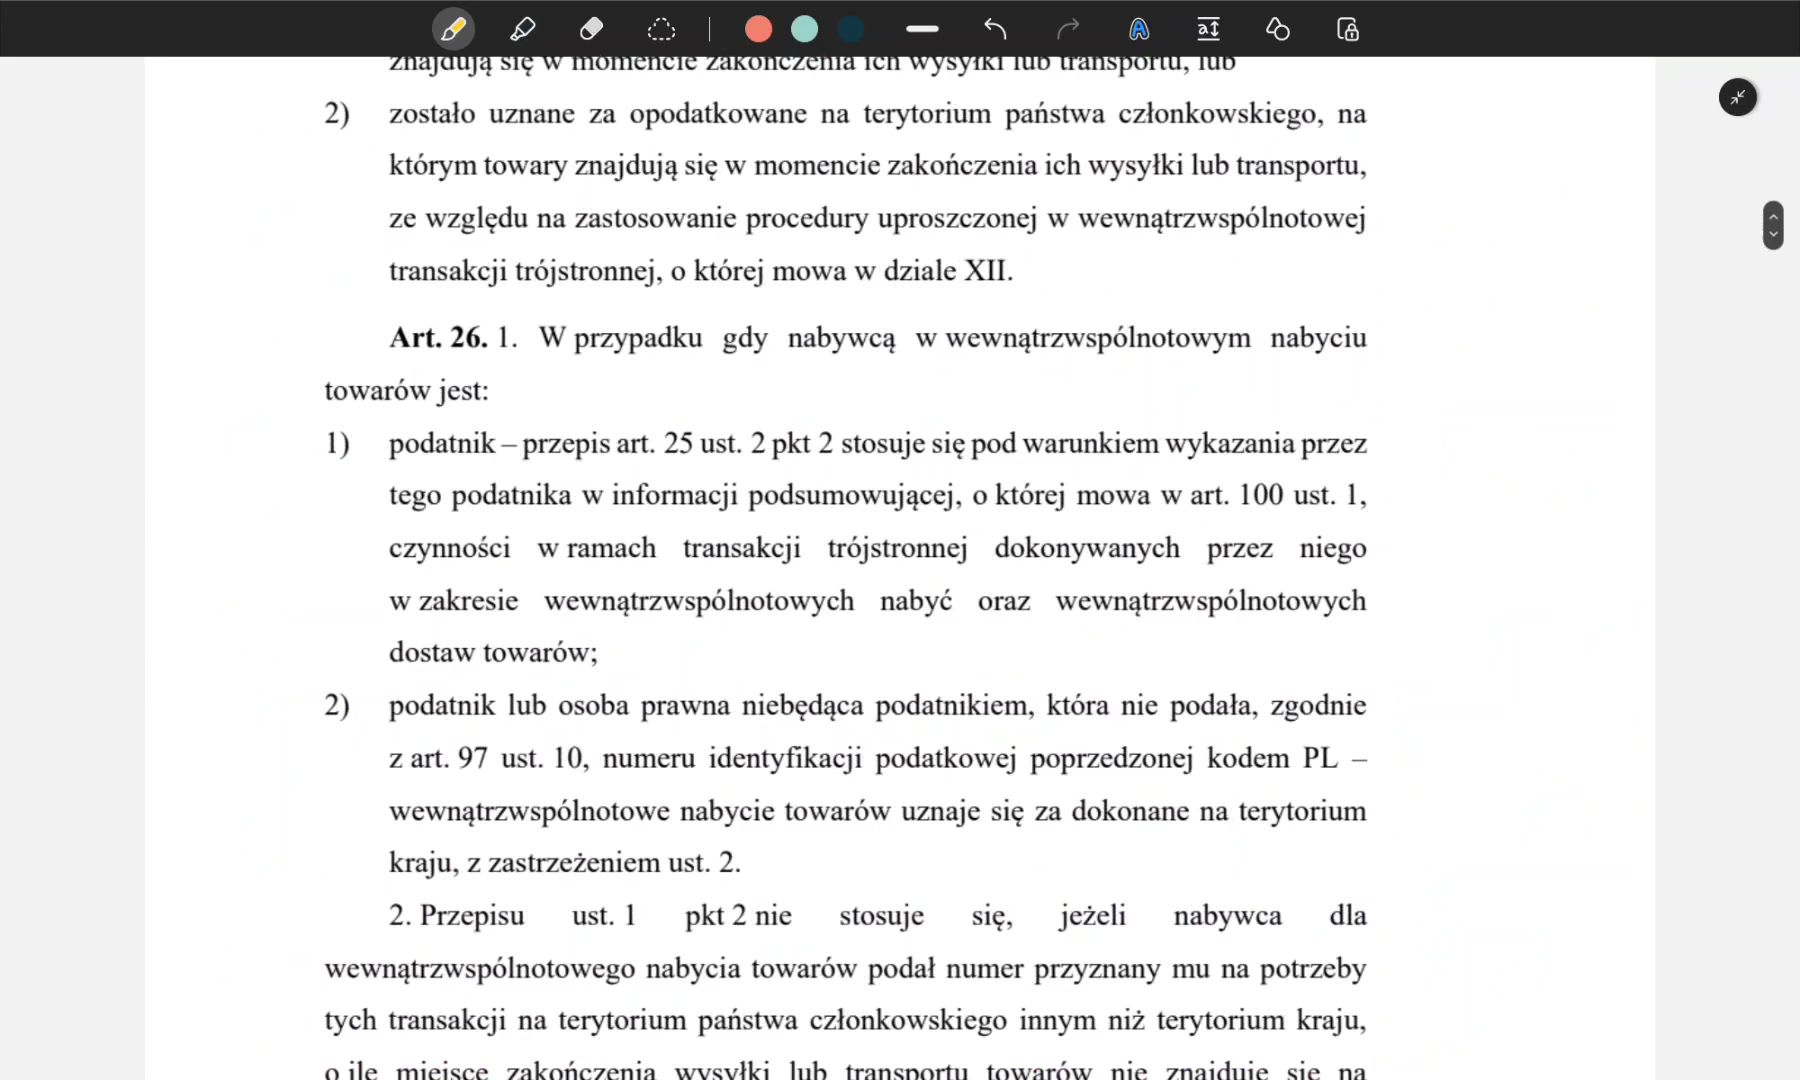 znajdują się w momencie zakończenia ich wysyłki lub transportu, lub
2) zostało uznane za opodatkowane na terytorium państwa członkowskiego, na
którym towary znajdują się w momencie zakończenia ich wysyłki lub transportu,
ze względu na zastosowanie procedury uproszczonej w wewnątrzwspólnotowej
transakcji trójstronnej, o której mowa w dziale XII.
Art. 26. 1. W przypadku gdy nabywcą w wewnątrzwspólnotowym nabyciu
towarów jest:
1) podatnik – przepis art. 25 ust. 2 pkt 2 stosuje się pod warunkiem wykazania przez
tego podatnika w informacji podsumowującej, o której mowa w art. 100 ust. 1,
czynności w ramach transakcji trójstronnej dokonywanych przez niego
w zakresie wewnątrzwspólnotowych nabyć oraz wewnątrzwspólnotowych
dostaw towarów;
2) podatnik lub osoba prawna niebędąca podatnikiem, która nie podała, zgodnie
z art. 97 ust. 10, numeru identyfikacji podatkowej poprzedzonej kodem PL –
wewnątrzwspólnotowe nabycie towarów uznaje się za dokonane na terytorium
kraju, z zastrzeżeniem ust. 2.
2. Przepisu ust. 1 pkt 2 nie stosuje się, jeżeli nabywca dla
wewnątrzwspólnotowego nabycia towarów podał numer przyznany mu na potrzeby
tych transakcji na terytorium państwa członkowskiego innym niż terytorium kraju,
o ile miejsce zakończenia wysyłki lub transportu towarów nie znajduje się na